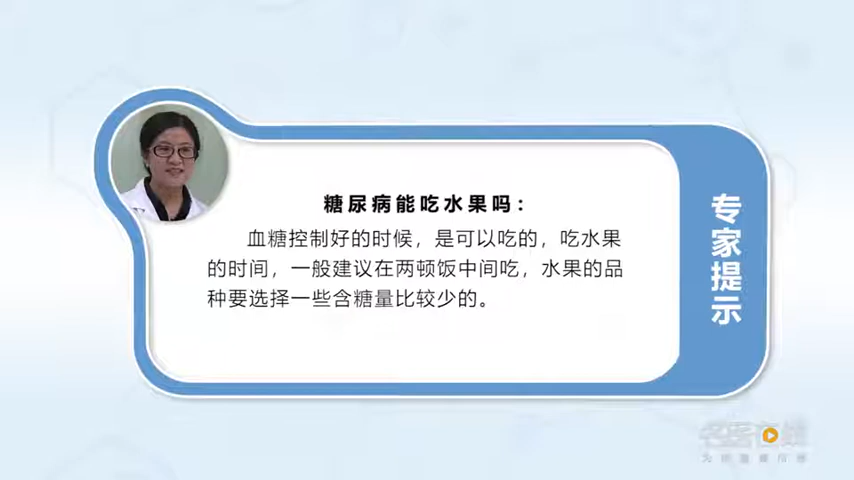 糖尿病能吃水果吗：
血糖控制好的时候，是可以吃的，吃水果
的时间，一般建议在两顿饭中间吃，水果的品
种要选择一些含糖量比较少的。
专家提示